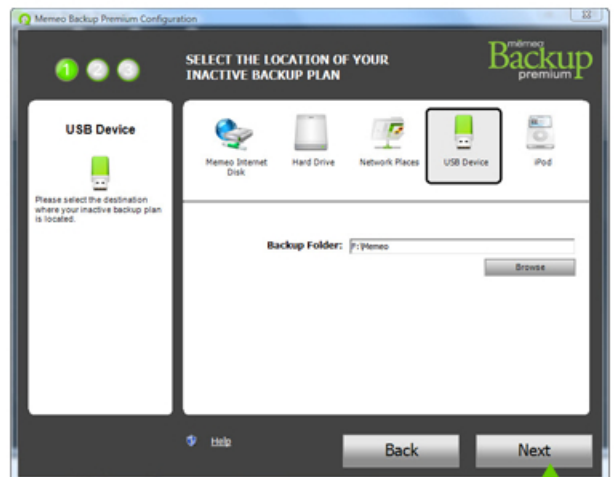 Memeo Backup Premium Configuration
1
2
3
SELECT THE LOCATION OF YOUR
INACTIVE BACKUP PLAN
memeo
Backup
premium
USB Device
Please select the destination
where your inactive backup plan
is located.
Memeo Internet
Disk
Hard Drive
Network Places
USB Device
iPod
Backup Folder: F:\Memeo
Browse
Help
Back
Next